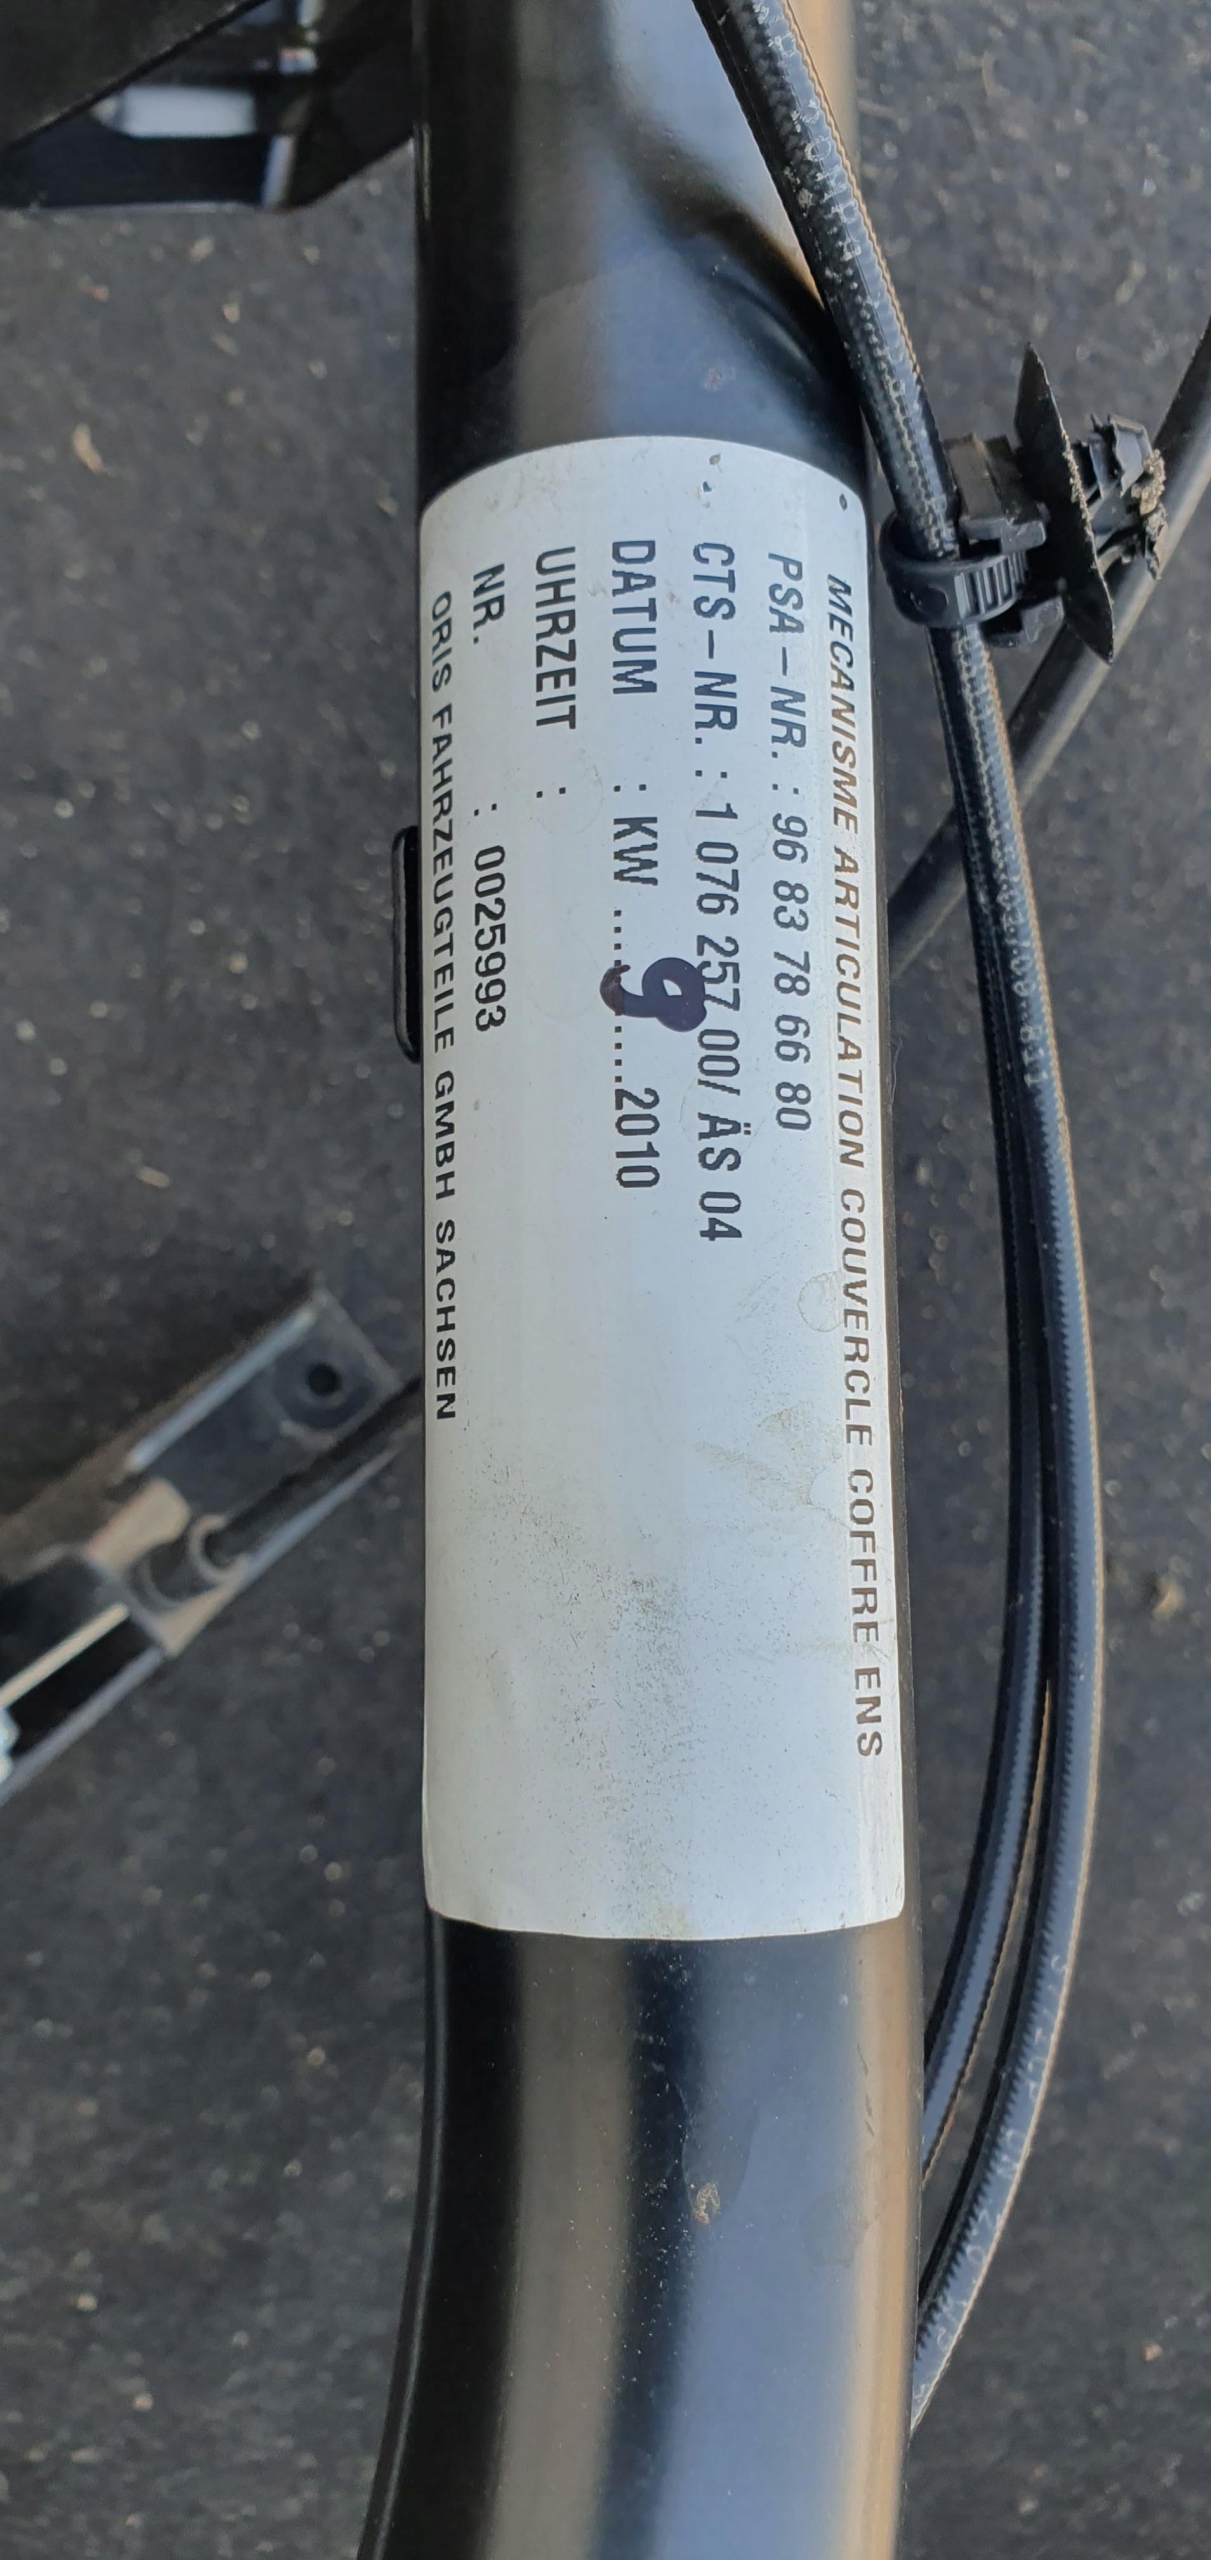 MECANISME ARTICULATION COUVERCLE COFFRE ENS
PSA-NR. : 96 83 78 66 80
CTS-NR. : 1 076 257 00/ ÄS 04
DATUM : KW ....9....2010
UHRZEIT :
NR. : 0025993
ORIS FAHRZEUGTEILE GMBH SACHSEN